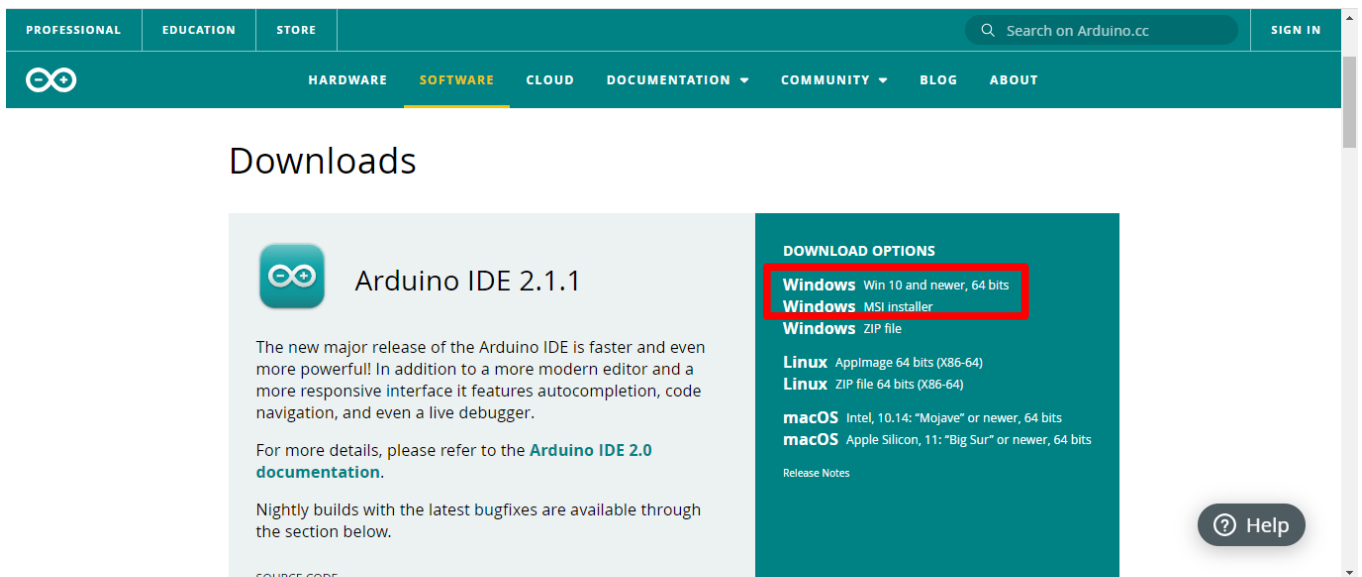 PROFESSIONAL
EDUCATION
STORE
Search on Arduino.cc
SIGN IN
HARDWARE
SOFTWARE
CLOUD
DOCUMENTATION
COMMUNITY
BLOG
ABOUT
Downloads
Arduino IDE 2.1.1
The new major release of the Arduino IDE is faster and even
more powerful! In addition to a more modern editor and a
more responsive interface it features autocompletion, code
navigation, and even a live debugger.
For more details, please refer to the Arduino IDE 2.0
documentation.
Nightly builds with the latest bugfixes are available through
the section below.
SOURCE CODE
DOWNLOAD OPTIONS
Windows Win 10 and newer, 64 bits
Windows MSI installer
Windows ZIP file
Linux AppImage 64 bits (X86-64)
Linux ZIP file 64 bits (X86-64)
macOS Intel, 10.14: "Mojave" or newer, 64 bits
macOS Apple Silicon, 11: "Big Sur" or newer, 64 bits
Release Notes
Help